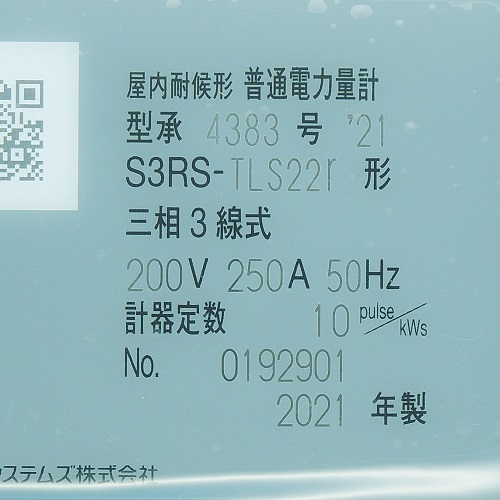 屋内耐候形 普通電力量計
型承 4383 号 '21
S3RS-TLS22r 形
三相3線式
200V 250A 50Hz
計器定数 10 pulse/kWs
No. 0192901
2021 年製
システムズ株式会社